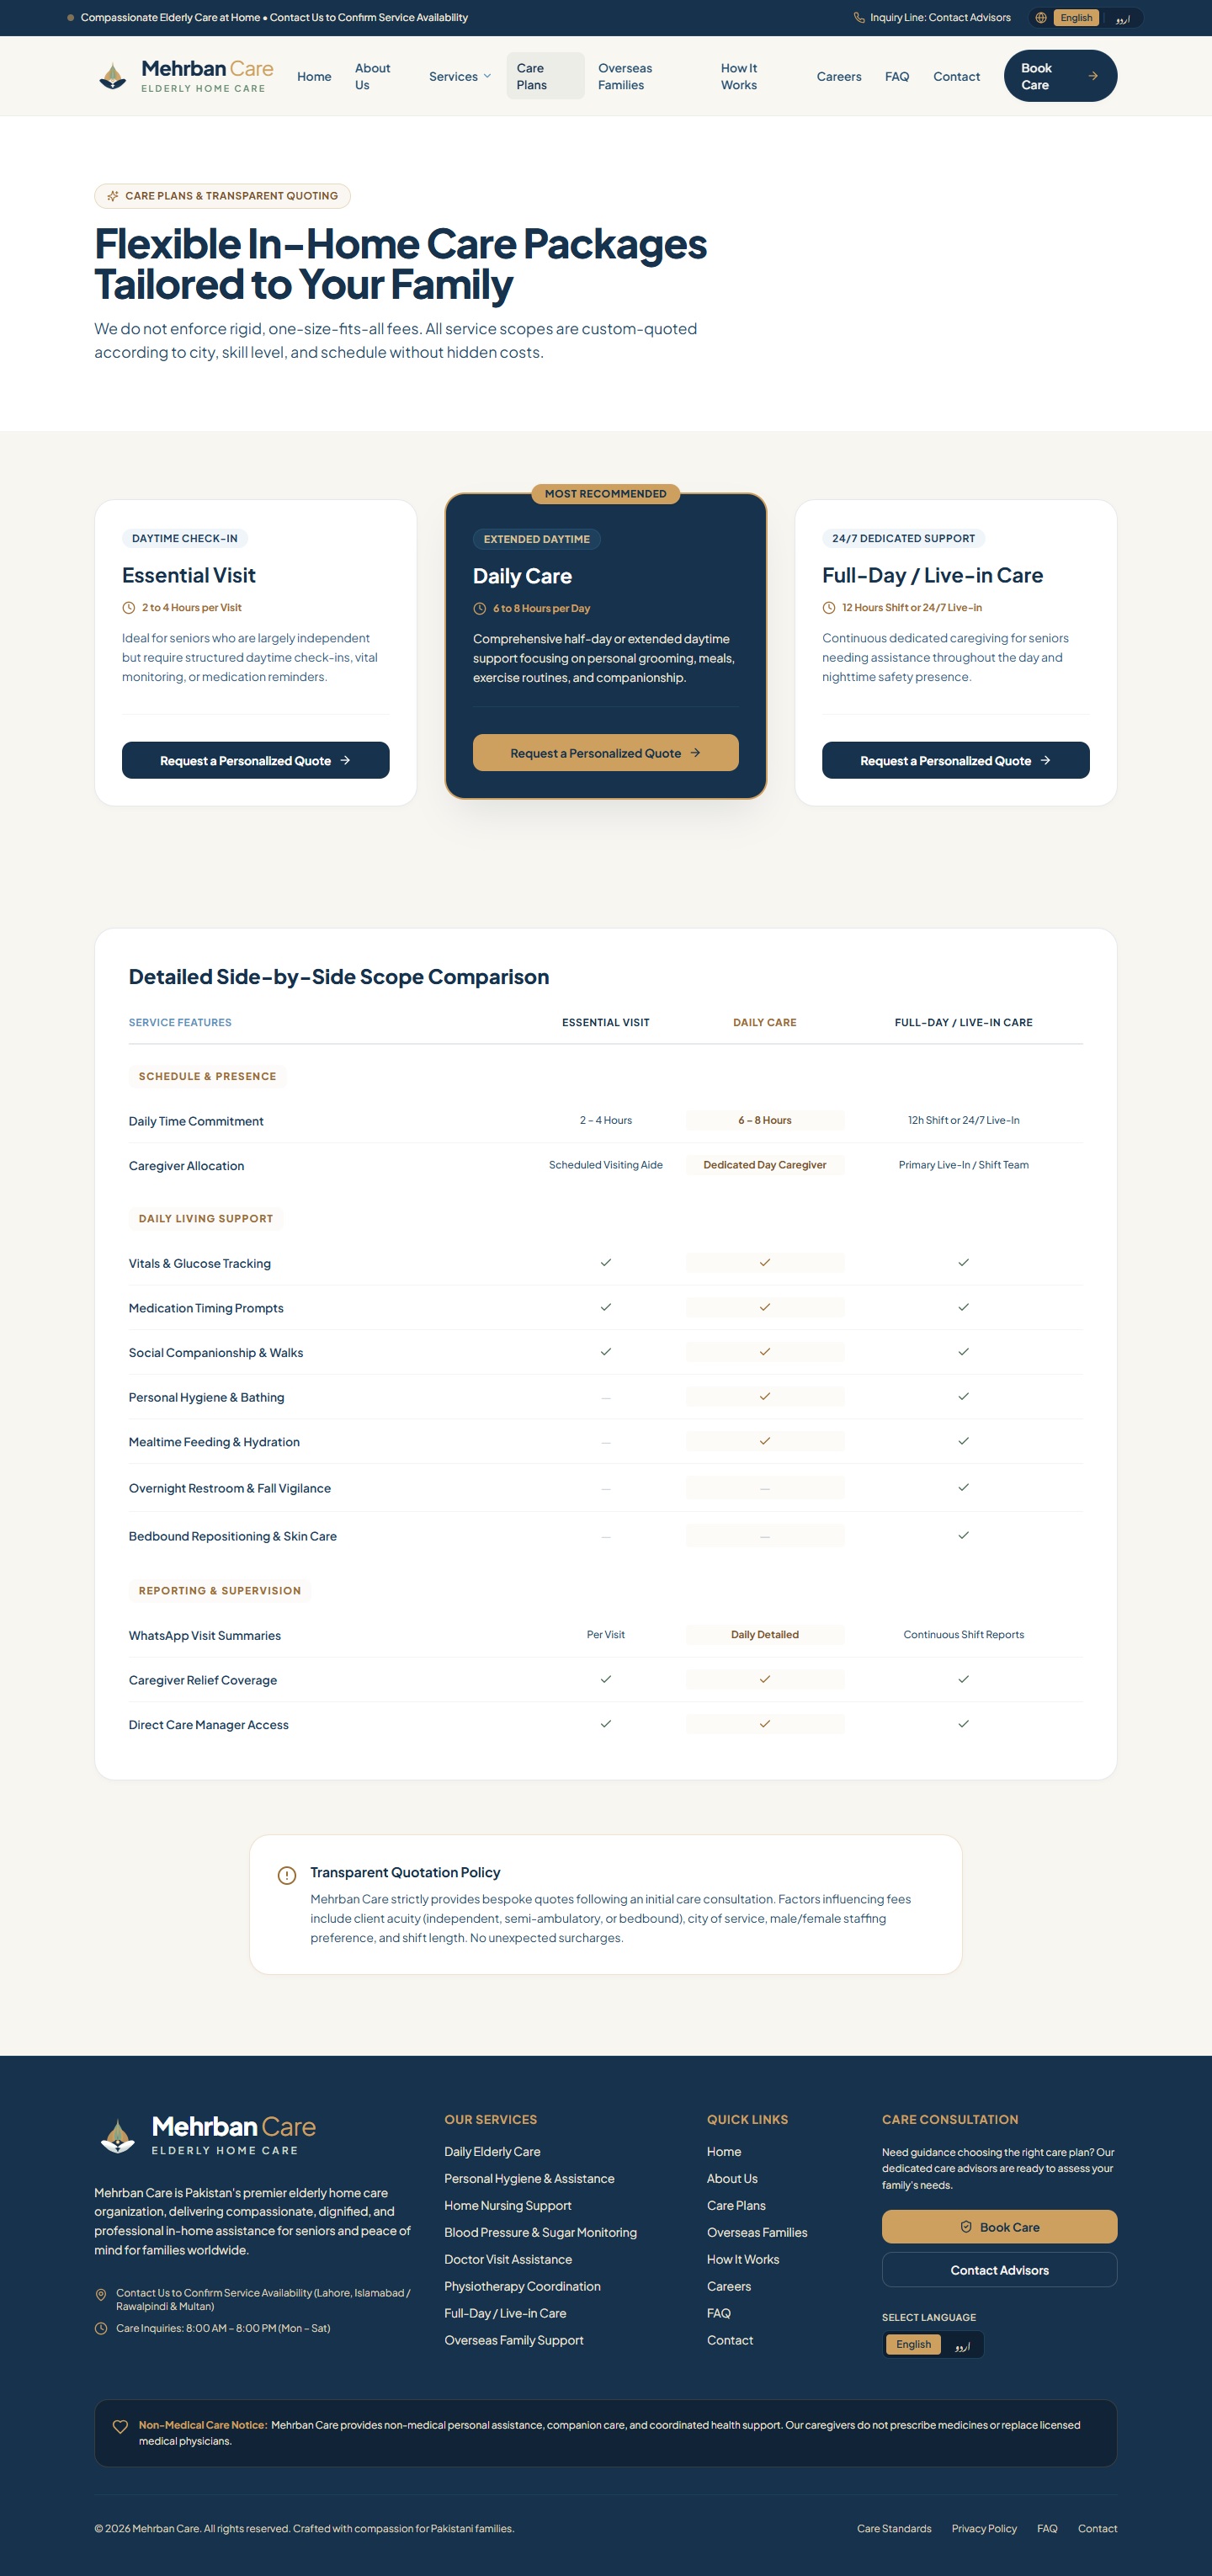 Compassionate Elderly Care at Home • Contact Us to Confirm Service Availability
Inquiry Line: Contact Advisors
English
اردو
Mehrban Care
ELDERLY HOME CARE
Home
About Us
Services
Care Plans
Overseas Families
How It Works
Careers
FAQ
Contact
Book Care
CARE PLANS & TRANSPARENT QUOTING
Flexible In-Home Care Packages
Tailored to Your Family
We do not enforce rigid, one-size-fits-all fees. All service scopes are custom-quoted
according to city, skill level, and schedule without hidden costs.
DAYTIME CHECK-IN
Essential Visit
2 to 4 Hours per Visit
Ideal for seniors who are largely independent
but require structured daytime check-ins, vital
monitoring, or medication reminders.
Request a Personalized Quote
MOST RECOMMENDED
EXTENDED DAYTIME
Daily Care
6 to 8 Hours per Day
Comprehensive half-day or extended daytime
support focusing on personal grooming, meals,
exercise routines, and companionship.
Request a Personalized Quote
24/7 DEDICATED SUPPORT
Full-Day / Live-in Care
12 Hours Shift or 24/7 Live-in
Continuous dedicated caregiving for seniors
needing assistance throughout the day and
nighttime safety presence.
Request a Personalized Quote
Detailed Side-by-Side Scope Comparison
SERVICE FEATURES ESSENTIAL VISIT DAILY CARE FULL-DAY / LIVE-IN CARE
SCHEDULE & PRESENCE
Daily Time Commitment 2 – 4 Hours 6 – 8 Hours 12h Shift or 24/7 Live-In
Caregiver Allocation Scheduled Visiting Aide Dedicated Day Caregiver Primary Live-In / Shift Team
DAILY LIVING SUPPORT
Vitals & Glucose Tracking ✓ ✓ ✓
Medication Timing Prompts ✓ ✓ ✓
Social Companionship & Walks ✓ ✓ ✓
Personal Hygiene & Bathing — ✓ ✓
Mealtime Feeding & Hydration — ✓ ✓
Overnight Restroom & Fall Vigilance — — ✓
Bedbound Repositioning & Skin Care — — ✓
REPORTING & SUPERVISION
WhatsApp Visit Summaries Per Visit Daily Detailed Continuous Shift Reports
Caregiver Relief Coverage ✓ ✓ ✓
Direct Care Manager Access ✓ ✓ ✓
Transparent Quotation Policy
Mehrban Care strictly provides bespoke quotes following an initial care consultation. Factors influencing fees
include client acuity (independent, semi-ambulatory, or bedbound), city of service, male/female staffing
preference, and shift length. No unexpected surcharges.
Mehrban Care
ELDERLY HOME CARE
Mehrban Care is Pakistan's premier elderly home care
organization, delivering compassionate, dignified, and
professional in-home assistance for seniors and peace of
mind for families worldwide.
Contact Us to Confirm Service Availability (Lahore, Islamabad /
Rawalpindi & Multan)
Care Inquiries: 8:00 AM – 8:00 PM (Mon – Sat)
OUR SERVICES
Daily Elderly Care
Personal Hygiene & Assistance
Home Nursing Support
Blood Pressure & Sugar Monitoring
Doctor Visit Assistance
Physiotherapy Coordination
Full-Day / Live-in Care
Overseas Family Support
QUICK LINKS
Home
About Us
Care Plans
Overseas Families
How It Works
Careers
FAQ
Contact
CARE CONSULTATION
Need guidance choosing the right care plan? Our
dedicated care advisors are ready to assess your
family's needs.
Book Care
Contact Advisors
SELECT LANGUAGE
English
اردو
Non-Medical Care Notice: Mehrban Care provides non-medical personal assistance, companion care, and coordinated health support. Our caregivers do not prescribe medicines or replace licensed
medical physicians.
© 2026 Mehrban Care. All rights reserved. Crafted with compassion for Pakistani families.
Care Standards
Privacy Policy
FAQ
Contact